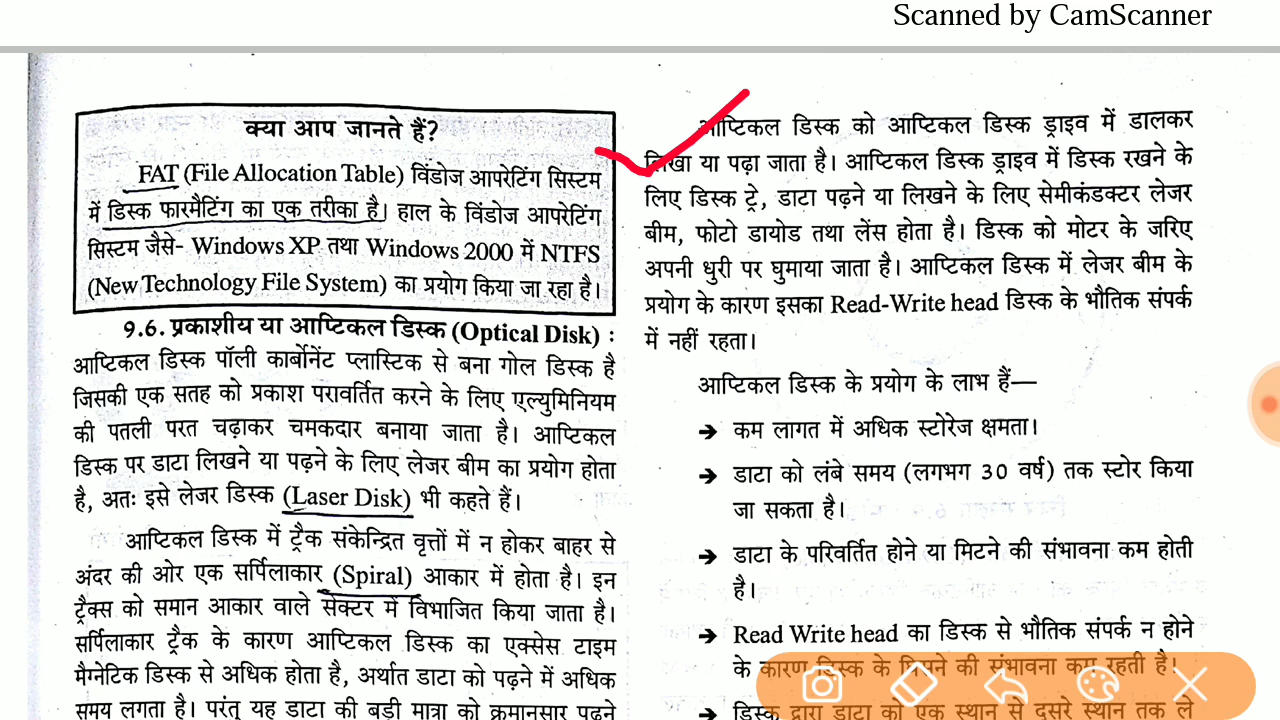 Scanned by CamScanner
क्या आप जानते हैं?
FAT (File Allocation Table) विंडोज आपरेटिंग सिस्टम
में डिस्क फारमैटिंग का एक तरीका है। हाल के विंडोज आपरेटिंग
सिस्टम जैसे- Windows XP तथा Windows 2000 में NTFS
(New Technology File System) का प्रयोग किया जा रहा है।
9.6. प्रकाशीय या आप्टिकल डिस्क (Optical Disk) :
आप्टिकल डिस्क पॉली कार्बोनेंट प्लास्टिक से बना गोल डिस्क है
जिसकी एक सतह को प्रकाश परावर्तित करने के लिए एल्युमिनियम
की पतली परत चढ़ाकर चमकदार बनाया जाता है। आप्टिकल
डिस्क पर डाटा लिखने या पढ़ने के लिए लेजर बीम का प्रयोग होता
है, अतः इसे लेजर डिस्क (Laser Disk) भी कहते हैं।
आप्टिकल डिस्क में ट्रैक संकेन्द्रित वृत्तों में न होकर बाहर से
अंदर की ओर एक सर्पिलाकार (Spiral) आकार में होता है। इन
ट्रैक्स को समान आकार वाले सेक्टर में विभाजित किया जाता है।
सर्पिलाकार ट्रैक के कारण आप्टिकल डिस्क का एक्सेस टाइम
मैग्नेटिक डिस्क से अधिक होता है, अर्थात डाटा को पढ़ने में अधिक
समय लगता है। परंतु यह डाटा की बड़ी मात्रा को क्रमानुसार पढ़ने
आप्टिकल डिस्क को आप्टिकल डिस्क ड्राइव में डालकर
लिखा या पढ़ा जाता है। आप्टिकल डिस्क ड्राइव में डिस्क रखने के
लिए डिस्क ट्रे, डाटा पढ़ने या लिखने के लिए सेमीकंडक्टर लेजर
बीम, फोटो डायोड तथा लेंस होता है। डिस्क को मोटर के जरिए
अपनी धुरी पर घुमाया जाता है। आप्टिकल डिस्क में लेजर बीम के
प्रयोग के कारण इसका Read-Write head डिस्क के भौतिक संपर्क
में नहीं रहता।
आप्टिकल डिस्क के प्रयोग के लाभ हैं—
➔ कम लागत में अधिक स्टोरेज क्षमता।
➔ डाटा को लंबे समय (लगभग 30 वर्ष) तक स्टोर किया
जा सकता है।
➔ डाटा के परिवर्तित होने या मिटने की संभावना कम होती
है।
➔ Read Write head का डिस्क से भौतिक संपर्क न होने
के कारण डिस्क के घिसने की संभावना कम रहती है।
➔ डिस्क द्वारा डाटा को एक स्थान से दूसरे स्थान तक ले